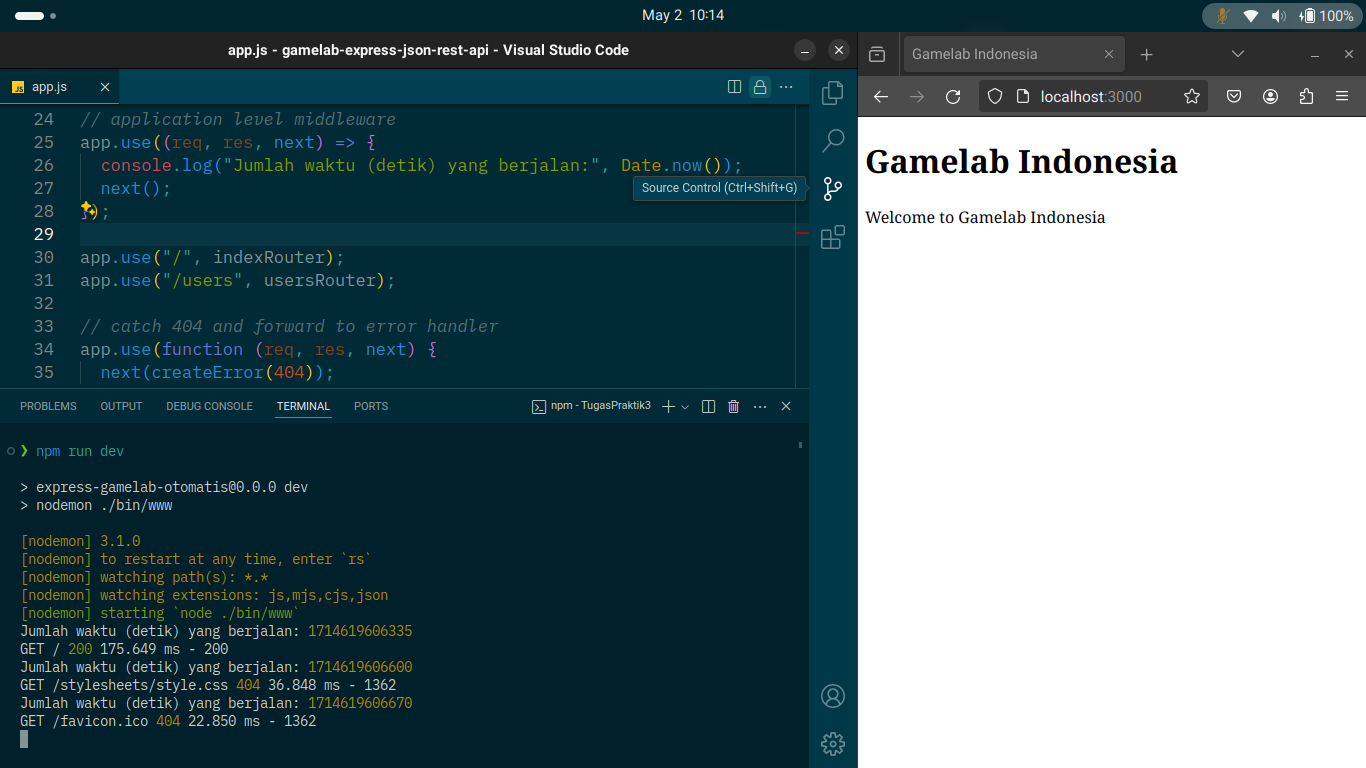 May 2 10:14
100%
app.js - gamelab-express-json-rest-api - Visual Studio Code
JS app.js
24 // application level middleware
25 app.use((req, res, next) => {
26 console.log("Jumlah waktu (detik) yang berjalan:", Date.now());
27 next();
28 });
29
30 app.use("/", indexRouter);
31 app.use("/users", usersRouter);
32
33 // catch 404 and forward to error handler
34 app.use(function (req, res, next) {
35 next(createError(404));
Source Control (Ctrl+Shift+G)
PROBLEMS OUTPUT DEBUG CONSOLE TERMINAL PORTS npm - TugasPraktik3
❯ npm run dev
> express-gamelab-otomatis@0.0.0 dev
> nodemon ./bin/www
[nodemon] 3.1.0
[nodemon] to restart at any time, enter `rs`
[nodemon] watching path(s): *.*
[nodemon] watching extensions: js,mjs,cjs,json
[nodemon] starting `node ./bin/www`
Jumlah waktu (detik) yang berjalan: 1714619606335
GET / 200 175.649 ms - 200
Jumlah waktu (detik) yang berjalan: 1714619606600
GET /stylesheets/style.css 404 36.848 ms - 1362
Jumlah waktu (detik) yang berjalan: 1714619606670
GET /favicon.ico 404 22.850 ms - 1362
Gamelab Indonesia
localhost:3000
Gamelab Indonesia
Welcome to Gamelab Indonesia